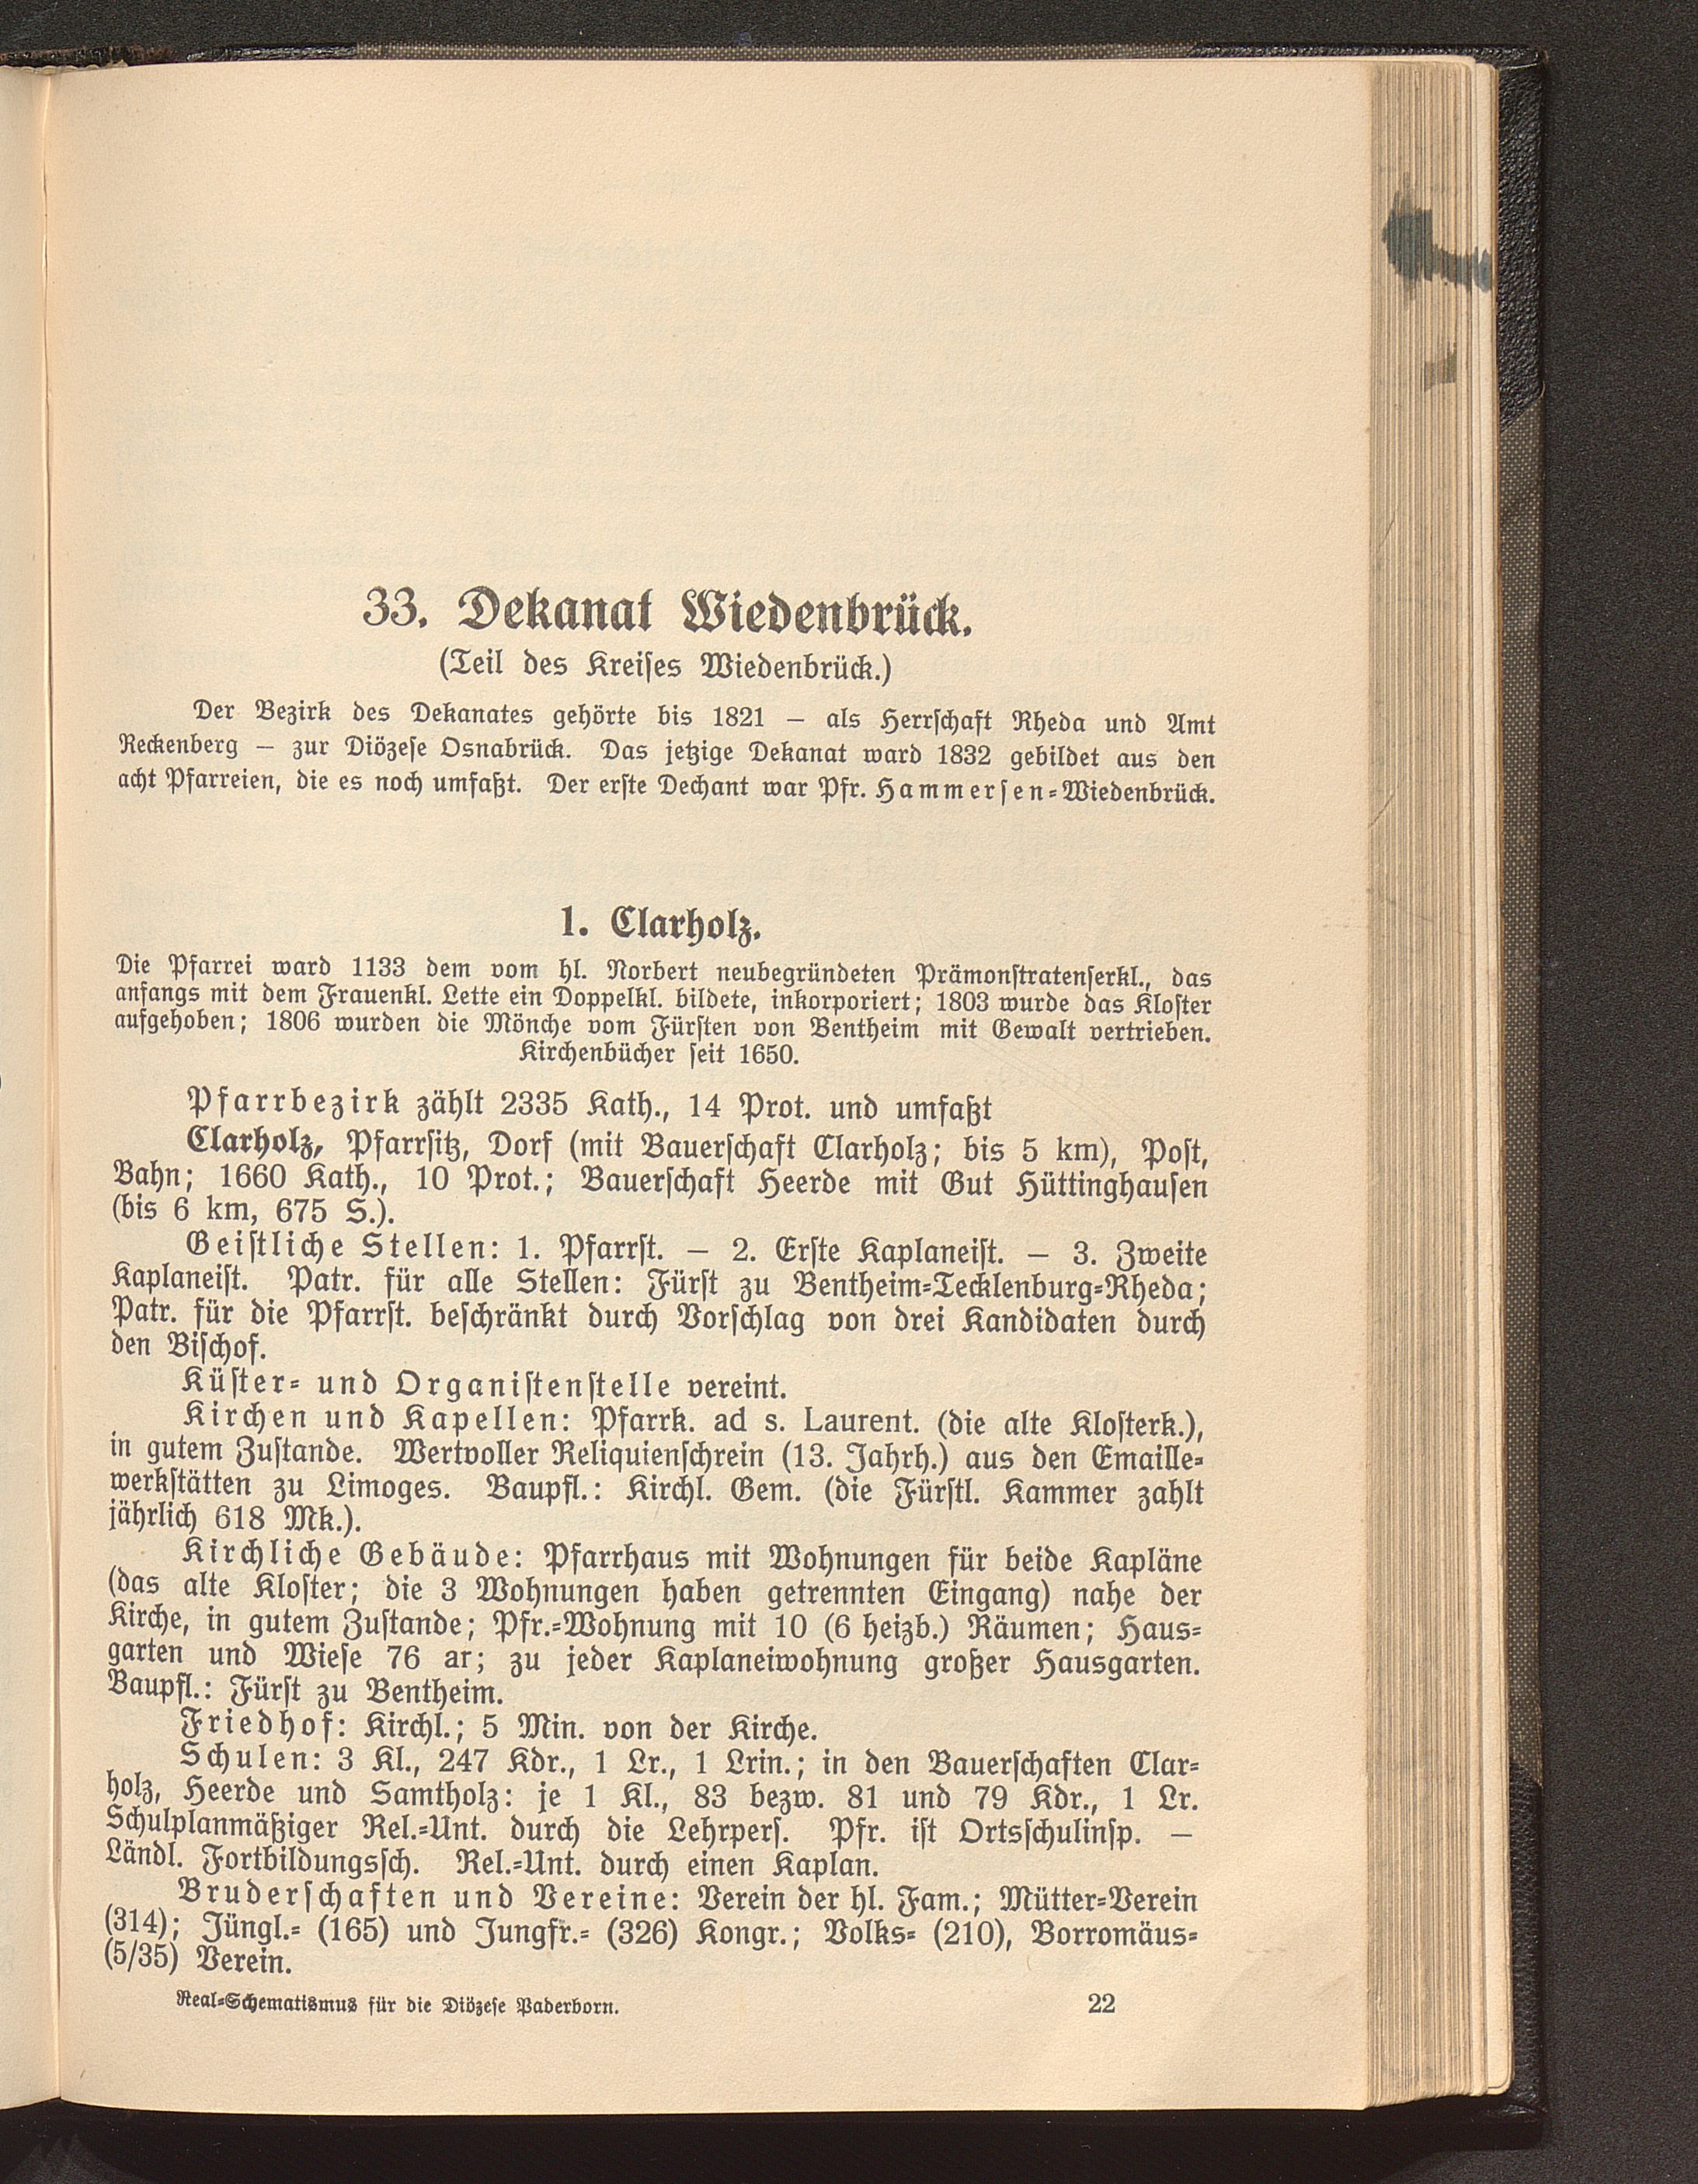 33. Dekanat Wiedenbrück.
(Teil des Kreises Wiedenbrück.)
Der Bezirk des Dekanates gehörte bis 1821 — als Herrschaft Rheda und Amt
Reckenberg — zur Diözese Osnabrück. Das jetzige Dekanat ward 1832 gebildet aus den
acht Pfarreien, die es noch umfaßt. Der erste Dechant war Pfr. Hammersen-Wiedenbrück.
1. Clarholz.
Die Pfarrei ward 1133 dem vom hl. Norbert neubegründeten Prämonstratenserkl., das
anfangs mit dem Frauenkl. Lette ein Doppelkl. bildete, inkorporiert; 1803 wurde das Kloster
aufgehoben; 1806 wurden die Mönche vom Fürsten von Bentheim mit Gewalt vertrieben.
Kirchenbücher seit 1650.
Pfarrbezirk zählt 2335 Kath., 14 Prot. und umfaßt
Clarholz, Pfarrsitz, Dorf (mit Bauerschaft Clarholz; bis 5 km), Post,
Bahn; 1660 Kath., 10 Prot.; Bauerschaft Heerde mit Gut Hüttinghausen
(bis 6 km, 675 S.).
Geistliche Stellen: 1. Pfarrst. — 2. Erste Kaplaneist. — 3. Zweite
Kaplaneist. Patr. für alle Stellen: Fürst zu Bentheim-Tecklenburg-Rheda;
Patr. für die Pfarrst. beschränkt durch Vorschlag von drei Kandidaten durch
den Bischof.
Küster- und Organistenstelle vereint.
Kirchen und Kapellen: Pfarrk. ad s. Laurent. (die alte Klosterk.),
in gutem Zustande. Wertvoller Reliquienschrein (13. Jahrh.) aus den Emaille-
werkstätten zu Limoges. Baupfl.: Kirchl. Gem. (die Fürstl. Kammer zahlt
jährlich 618 Mk.).
Kirchliche Gebäude: Pfarrhaus mit Wohnungen für beide Kapläne
(das alte Kloster; die 3 Wohnungen haben getrennten Eingang) nahe der
Kirche, in gutem Zustande; Pfr.-Wohnung mit 10 (6 heizb.) Räumen; Haus-
garten und Wiese 76 ar; zu jeder Kaplaneiwohnung großer Hausgarten.
Baupfl.: Fürst zu Bentheim.
Friedhof: Kirchl.; 5 Min. von der Kirche.
Schulen: 3 Kl., 247 Kdr., 1 Lr., 1 Lrin.; in den Bauerschaften Clar-
holz, Heerde und Samtholz: je 1 Kl., 83 bezw. 81 und 79 Kdr., 1 Lr.
Schulplanmäßiger Rel.-Unt. durch die Lehrpers. Pfr. ist Ortsschulinsp. —
Ländl. Fortbildungssch. Rel.-Unt. durch einen Kaplan.
Bruderschaften und Vereine: Verein der hl. Fam.; Mütter-Verein
(314); Jüngl.- (165) und Jungfr.- (326) Kongr.; Volks- (210), Borromäus-
(5/35) Verein.
Real-Schematismus für die Diözese Paderborn. 22